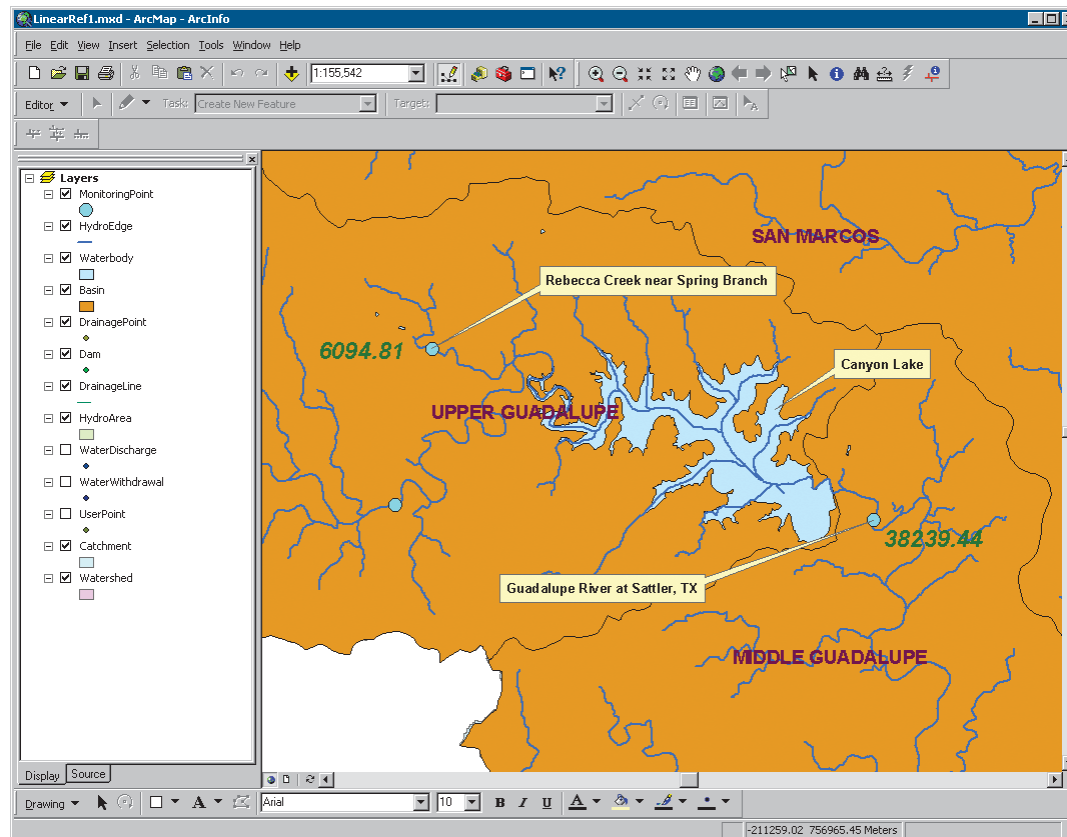 LinearRef1.mxd - ArcMap - ArcInfo
File Edit View Insert Selection Tools Window Help
1:155,542
Editor Task: Create New Feature Target:
Layers
MonitoringPoint
HydroEdge
Waterbody
Basin
DrainagePoint
Dam
DrainageLine
HydroArea
WaterDischarge
WaterWithdrawal
UserPoint
Catchment
Watershed
Display Source
SAN MARCOS
Rebecca Creek near Spring Branch
6094.81
Canyon Lake
UPPER GUADALUPE
38239.44
Guadalupe River at Sattler, TX
MIDDLE GUADALUPE
Drawing A Arial 10 B I U A
-211259.02 756965.45 Meters